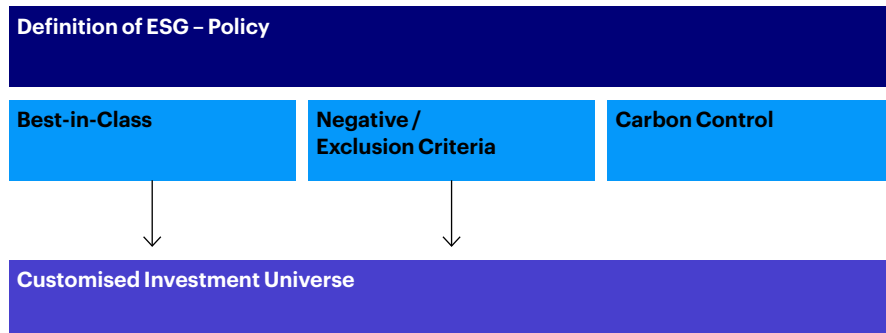 Definition of ESG – Policy
Best-in-Class
Negative /
Exclusion Criteria
Carbon Control
Customised Investment Universe